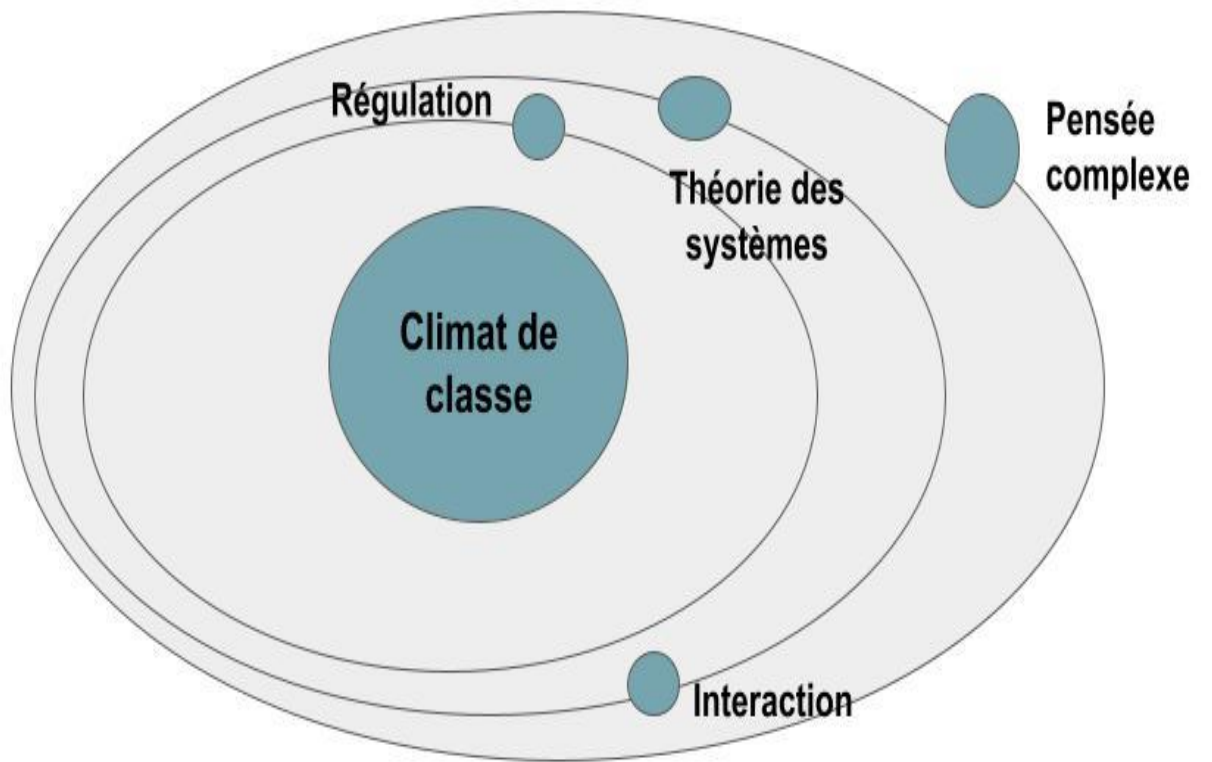 Régulation
Pensée
complexe
Théorie des
systèmes
Climat de
classe
Interaction